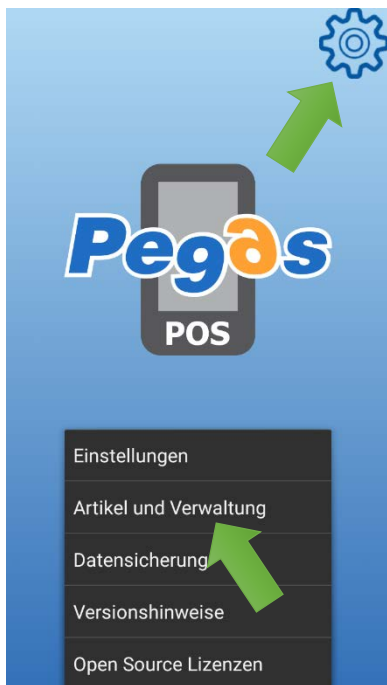 Pegas
POS
Einstellungen
Artikel und Verwaltung
Datensicherung
Versionshinweise
Open Source Lizenzen